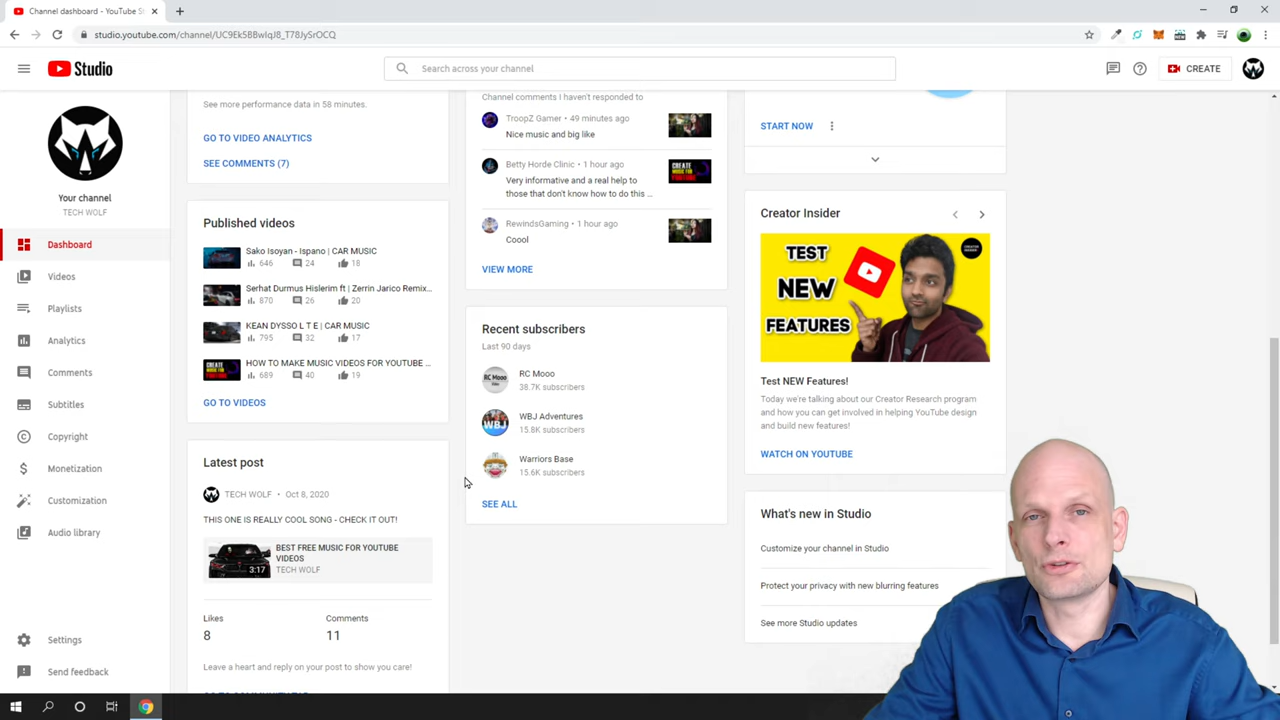 Channel dashboard - YouTube S
studio.youtube.com/channel/UC9Ek5BBwIqJ8_T78JySrOCQ
Studio
Search across your channel
CREATE
Your channel
TECH WOLF
Dashboard
Videos
Playlists
Analytics
Comments
Subtitles
Copyright
Monetization
Customization
Audio library
Settings
Send feedback
See more performance data in 58 minutes.
GO TO VIDEO ANALYTICS
SEE COMMENTS (7)
Published videos
Sako Isoyan - Ispano | CAR MUSIC
646 24 18
Serhat Durmus Hislerim ft | Zerrin Jarico Remix...
870 26 20
KEAN DYSSO L T E | CAR MUSIC
795 32 17
HOW TO MAKE MUSIC VIDEOS FOR YOUTUBE ...
689 40 19
GO TO VIDEOS
Latest post
TECH WOLF • Oct 8, 2020
THIS ONE IS REALLY COOL SONG - CHECK IT OUT!
BEST FREE MUSIC FOR YOUTUBE
VIDEOS
TECH WOLF
3:17
Likes Comments
8 11
Leave a heart and reply on your post to show you care!
Channel comments I haven't responded to
TroopZ Gamer • 49 minutes ago
Nice music and big like
Betty Horde Clinic • 1 hour ago
Very informative and a real help to
those that don't know how to do this ...
CREATE
MUSIC FOR
RewindsGaming • 1 hour ago
Coool
VIEW MORE
Recent subscribers
Last 90 days
RC Mooo
38.7K subscribers
WBJ Adventures
15.8K subscribers
WBJ
Warriors Base
15.6K subscribers
SEE ALL
START NOW
Creator Insider
TEST
NEW
FEATURES
Test NEW Features!
Today we're talking about our Creator Research program
and how you can get involved in helping YouTube design
and build new features!
WATCH ON YOUTUBE
What's new in Studio
Customize your channel in Studio
Protect your privacy with new blurring features
See more Studio updates